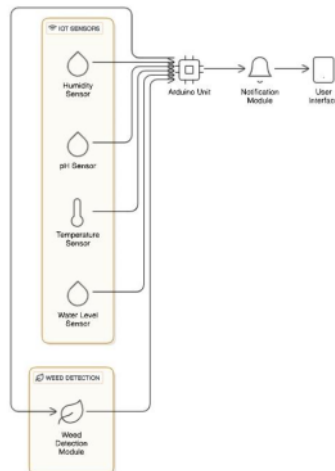 IOT SENSORS
Humidity
Sensor
pH Sensor
Temperature
Sensor
Water Level
Sensor
Arduino Unit
Notification
Module
User
Interface
WEED DETECTION
Weed
Detection
Module